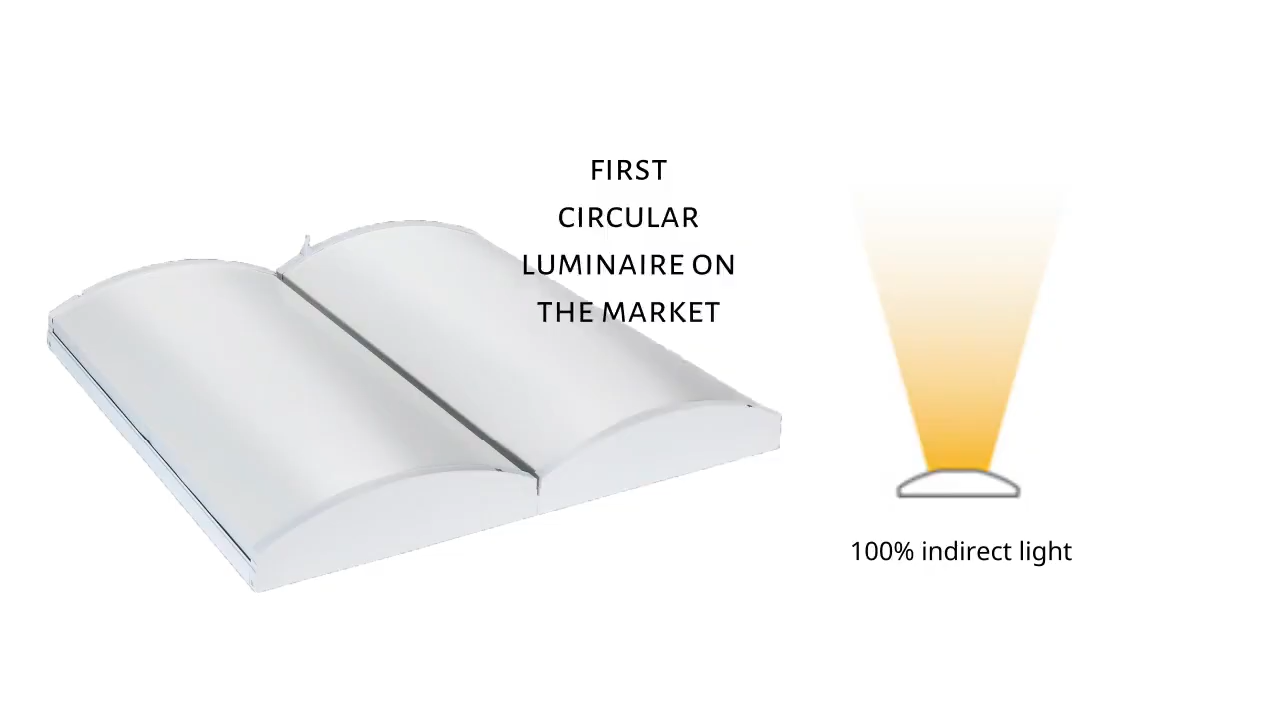 FIRST
CIRCULAR
LUMINAIRE ON
THE MARKET
100% indirect light